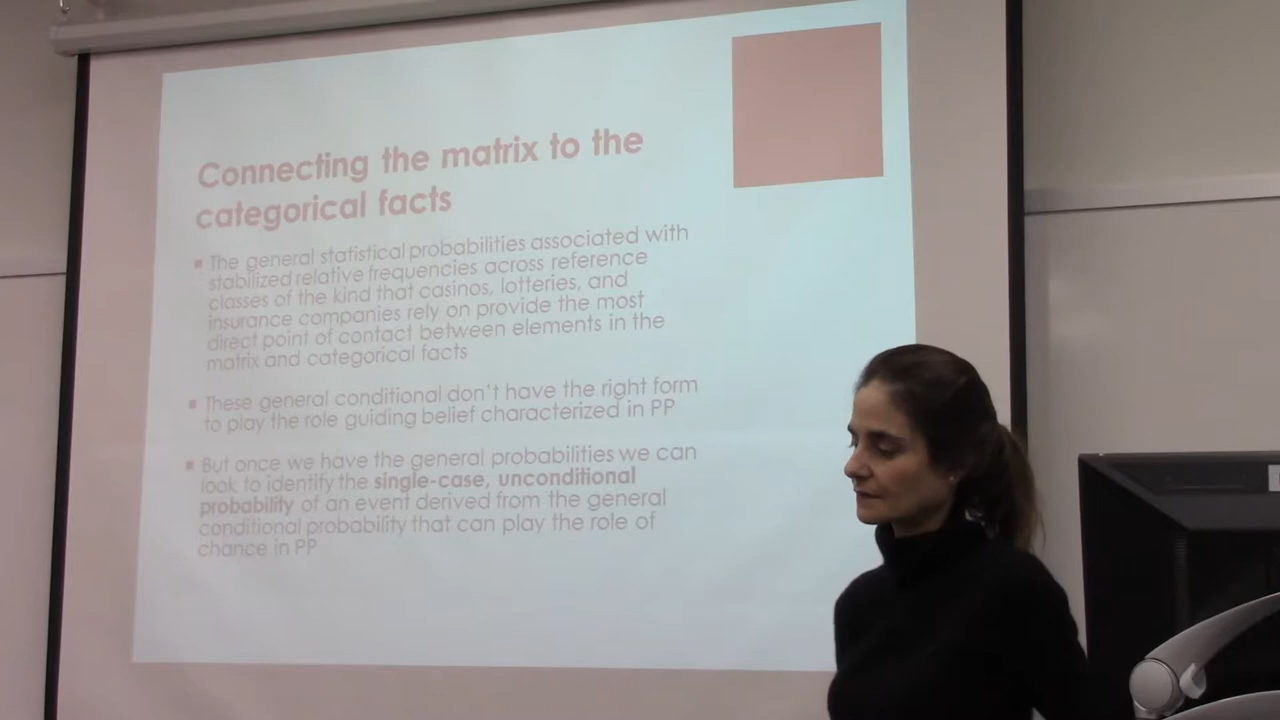 Connecting the matrix to the
categorical facts
The general statistical probabilities associated with
stabilized relative frequencies across reference
classes of the kind that casinos, lotteries, and
insurance companies rely on provide the most
direct point of contact between elements in the
matrix and categorical facts
These general conditional don't have the right form
to play the role guiding belief characterized in PP
But once we have the general probabilities we can
look to identify the single-case, unconditional
probability of an event derived from the general
conditional probability that can play the role of
chance in PP